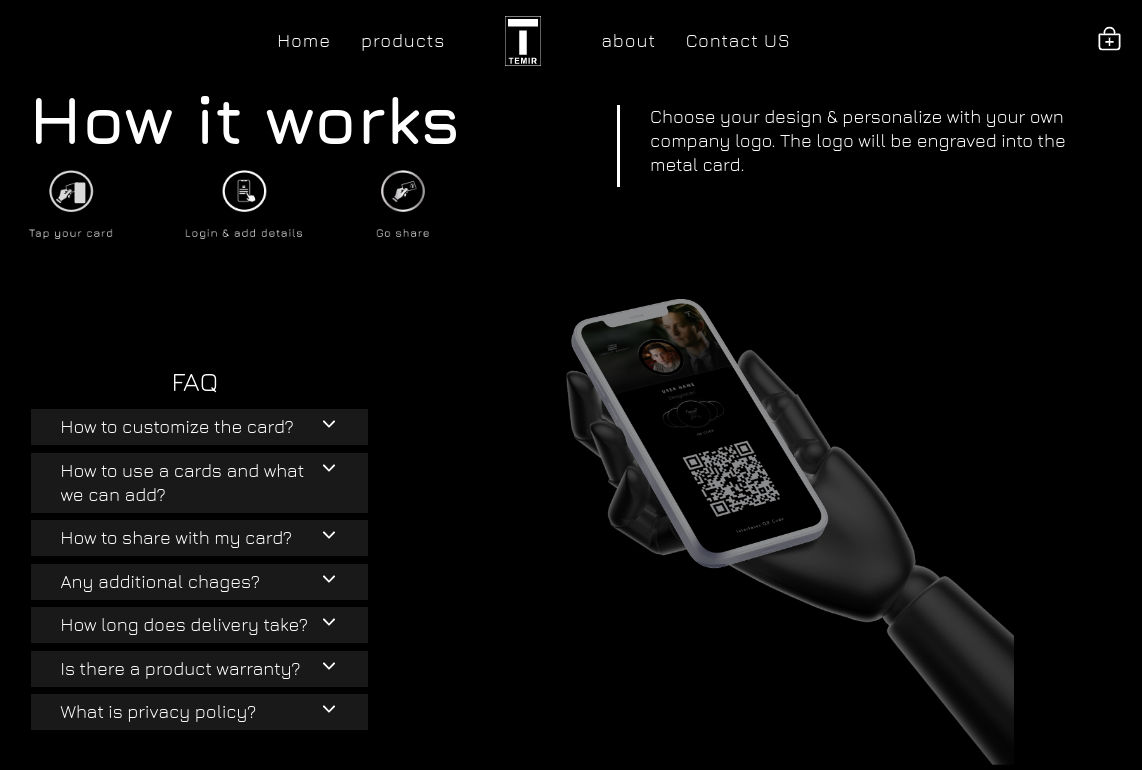 Home products
T
TEMIR
about Contact US
How it works
Choose your design & personalize with your own
company logo. The logo will be engraved into the
metal card.
Tap your card
Login & add details
Go share
USER NAME
FAQ
How to customize the card?
How to use a cards and what
we can add?
How to share with my card?
Any additional chages?
How long does delivery take?
Is there a product warranty?
What is privacy policy?